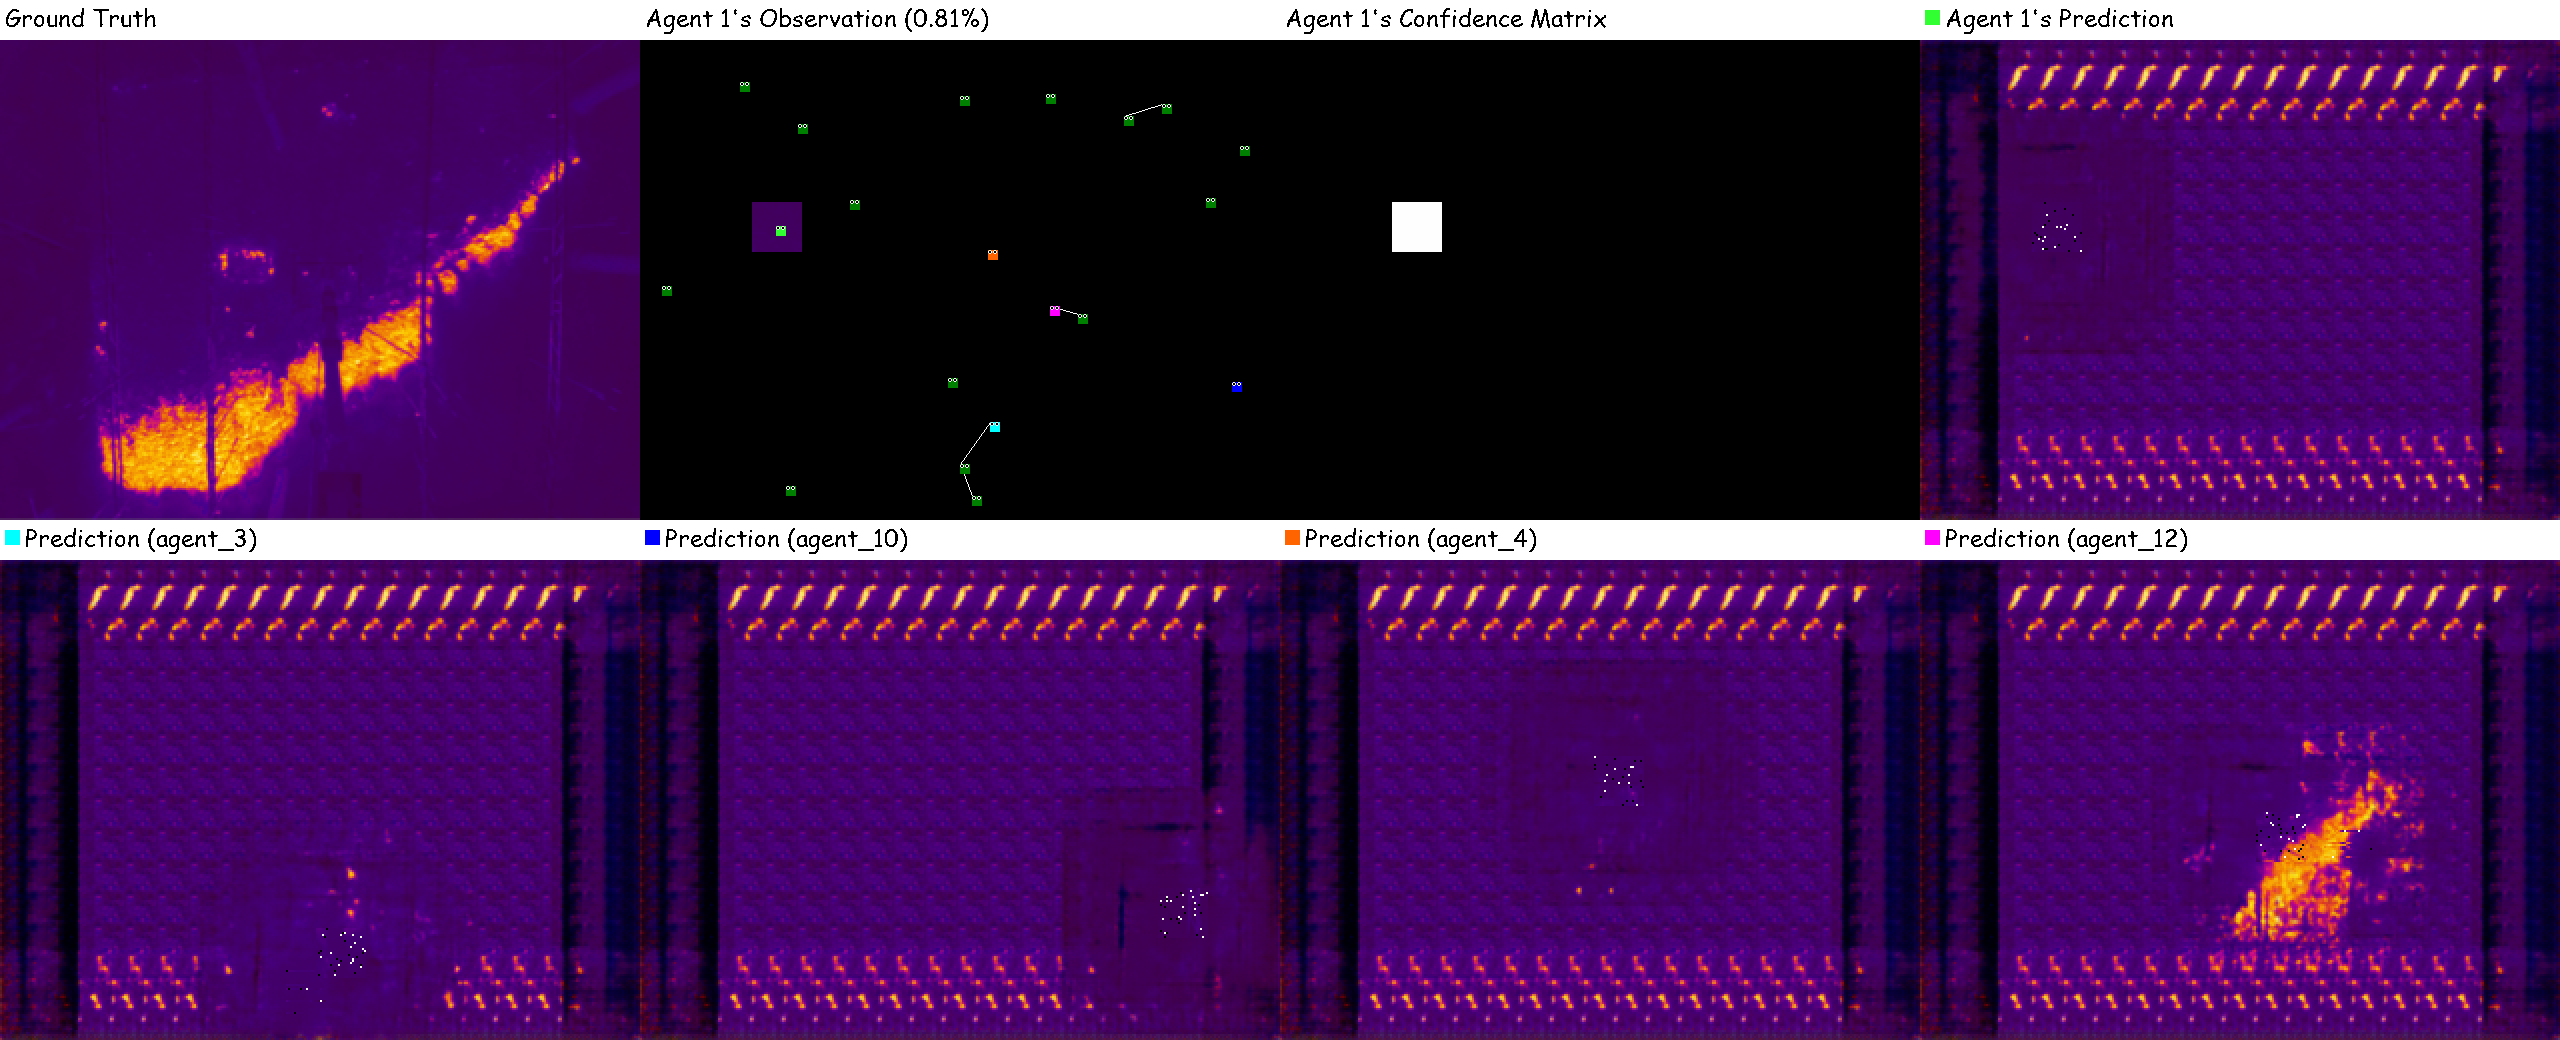 Ground Truth
Agent 1's Observation (0.81%)
Agent 1's Confidence Matrix
Agent 1's Prediction
Prediction (agent_3)
Prediction (agent_10)
Prediction (agent_4)
Prediction (agent_12)